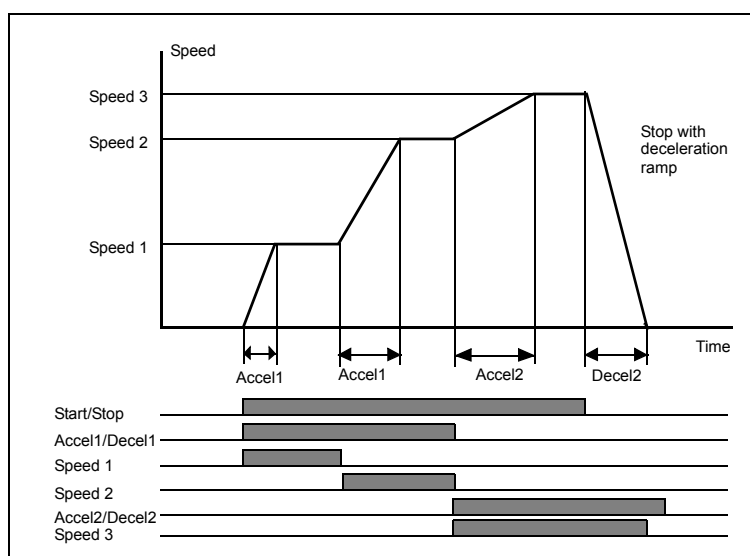 Speed
Speed 3
Speed 2
Stop with
deceleration
ramp
Speed 1
Time
Accel1
Accel1
Accel2
Decel2
Start/Stop
Accel1/Decel1
Speed 1
Speed 2
Accel2/Decel2
Speed 3